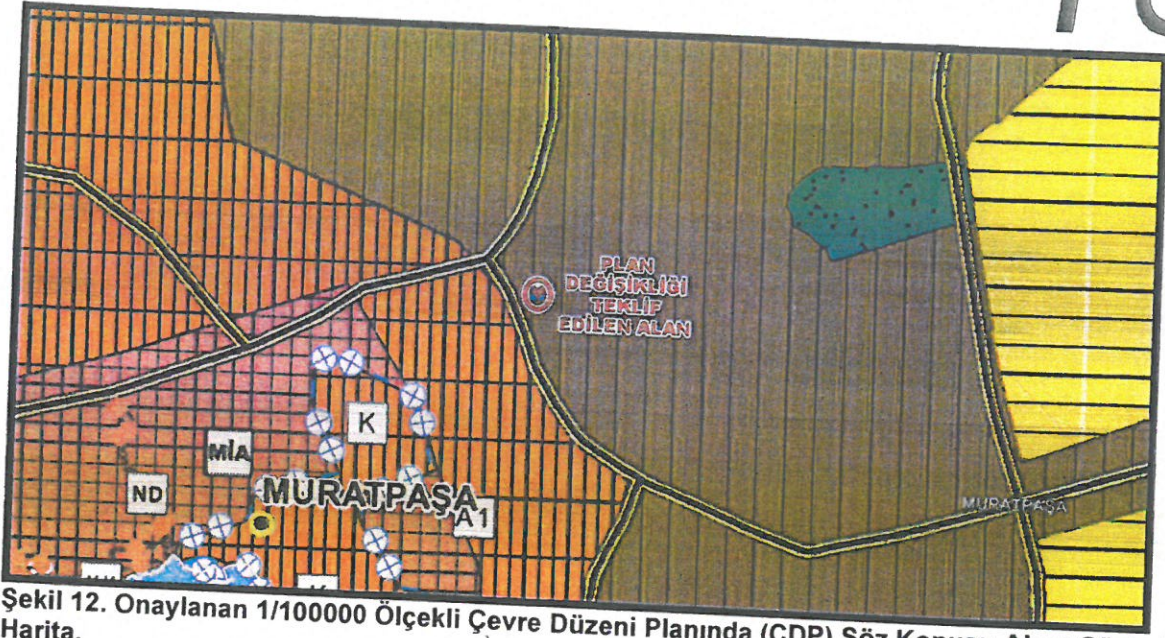 PLAN
DEĞİŞİKLİĞİ
TEKLİF
EDİLEN ALAN
K
MİA
ND
MURATPAŞA
A1
MURATPAŞA
Şekil 12. Onaylanan 1/100000 Ölçekli Çevre Düzeni Planında (ÇDP) Söz Konusu
Harita.